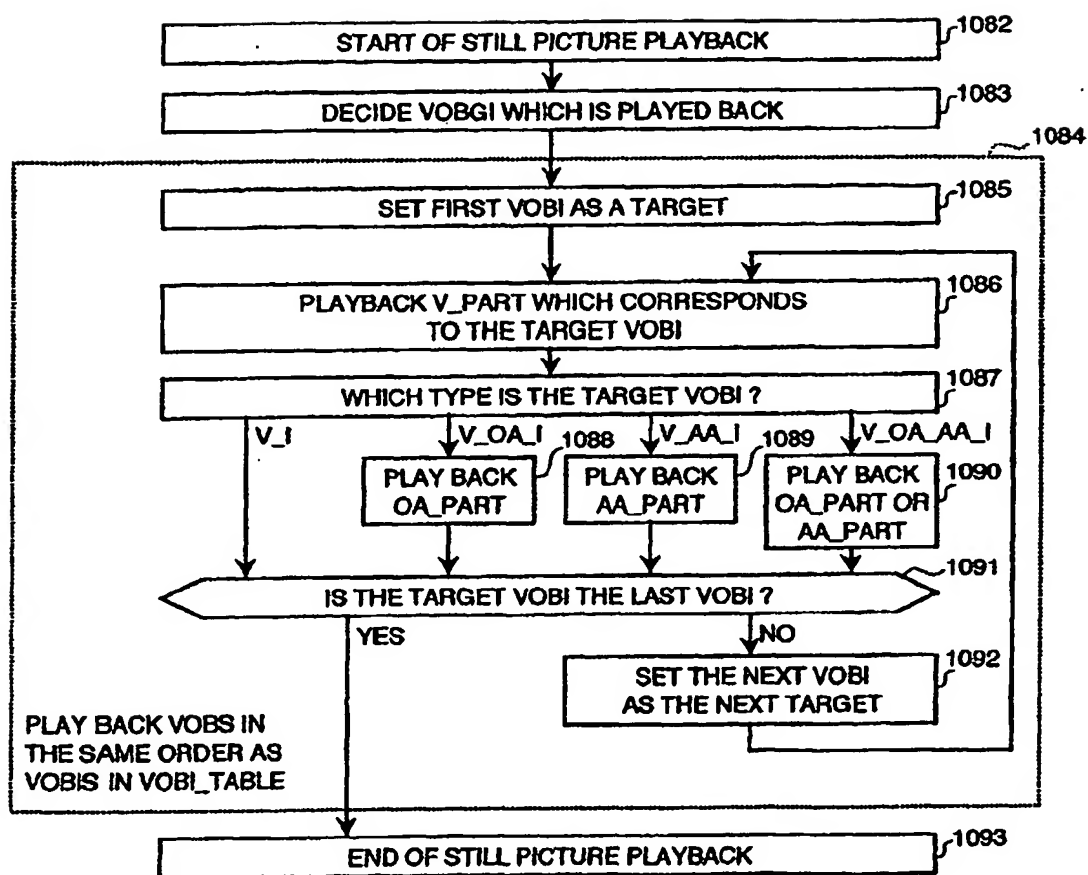 START OF STILL PICTURE PLAYBACK
1082
DECIDE VOBGI WHICH IS PLAYED BACK
1083
1084
SET FIRST VOBI AS A TARGET
1085
PLAYBACK V_PART WHICH CORRESPONDS
TO THE TARGET VOBI
1086
WHICH TYPE IS THE TARGET VOBI ?
1087
V_I
V_OA_I
1088
V_AA_I
1089
V_OA_AA_I
PLAY BACK
OA_PART
PLAY BACK
AA_PART
PLAY BACK
OA_PART OR
AA_PART
1090
IS THE TARGET VOBI THE LAST VOBI ?
1091
YES
NO
SET THE NEXT VOBI
AS THE NEXT TARGET
1092
PLAY BACK VOBS IN
THE SAME ORDER AS
VOBIS IN VOBI_TABLE
END OF STILL PICTURE PLAYBACK
1093